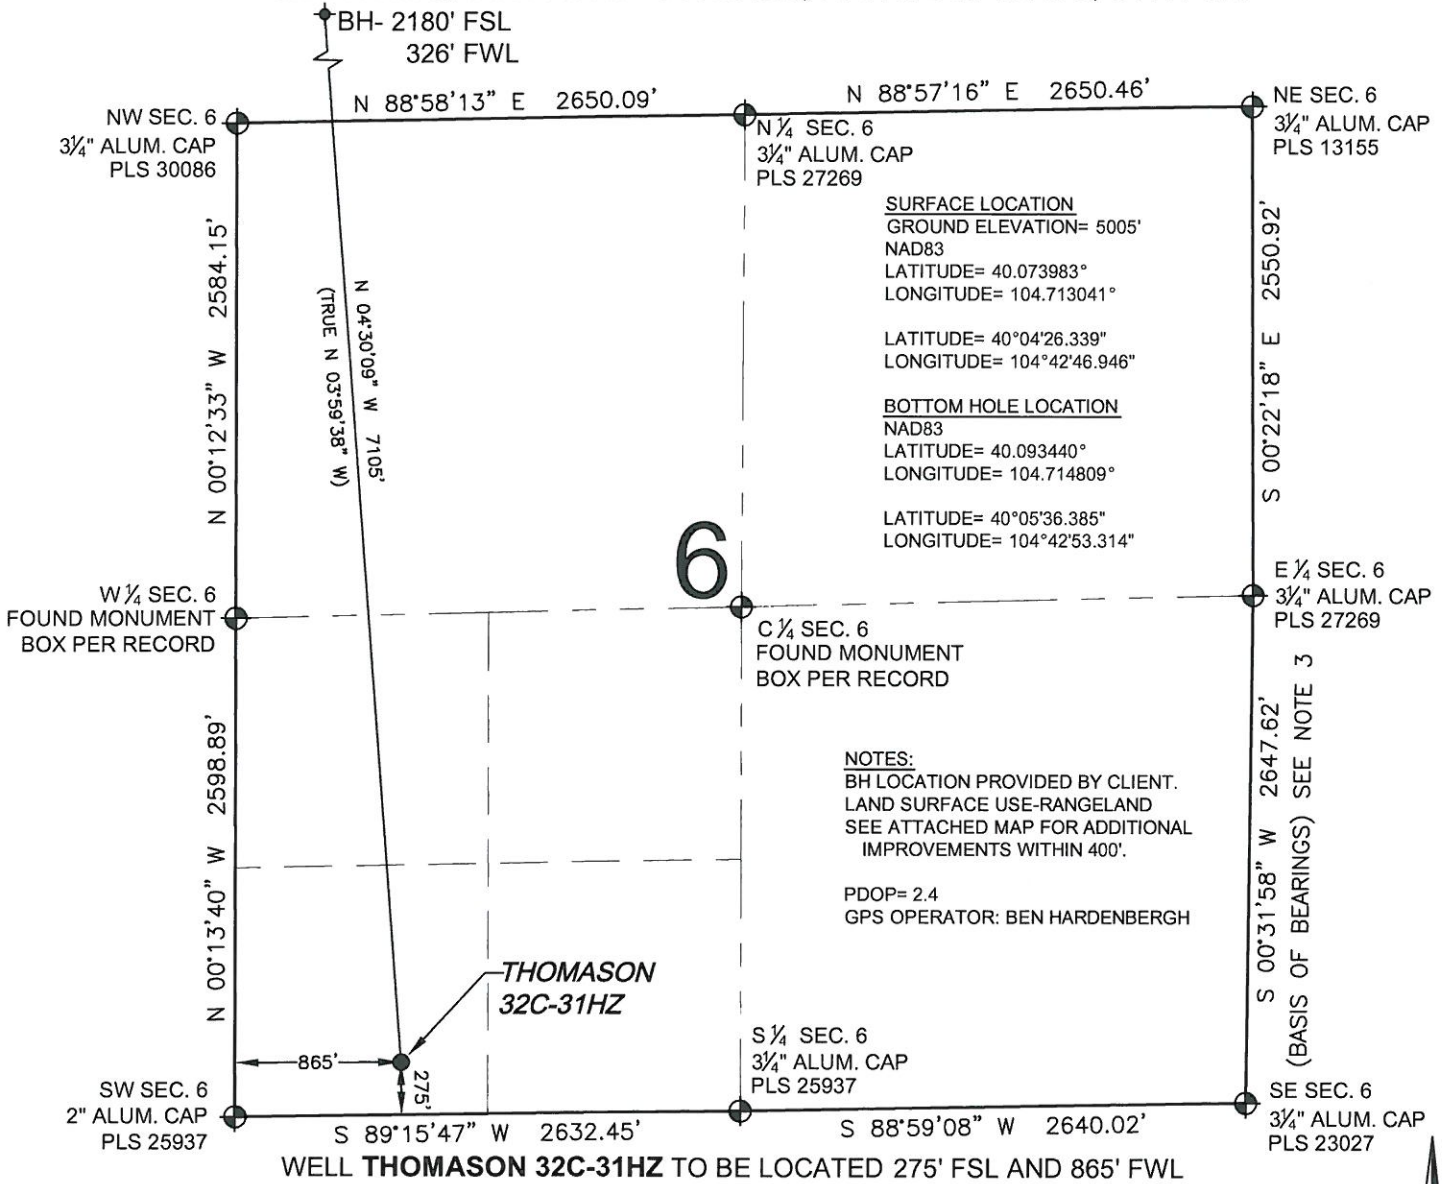 BH- 2180' FSL
326' FWL
N 88°58'13" E 2650.09'
N 88°57'16" E 2650.46'
NW SEC. 6
3¼" ALUM. CAP
PLS 30086
N ¼ SEC. 6
3¼" ALUM. CAP
PLS 27269
NE SEC. 6
3¼" ALUM. CAP
PLS 13155
SURFACE LOCATION
GROUND ELEVATION= 5005'
NAD83
LATITUDE= 40.073983°
LONGITUDE= 104.713041°
LATITUDE= 40°04'26.339"
LONGITUDE= 104°42'46.946"
BOTTOM HOLE LOCATION
NAD83
LATITUDE= 40.093440°
LONGITUDE= 104.714809°
LATITUDE= 40°05'36.385"
LONGITUDE= 104°42'53.314"
N 00°12'33" W 2584.15'
N 04°30'09" W 7105'
(TRUE N 03°59'38" W)
S 00°22'18" E 2550.92'
6
W ¼ SEC. 6
FOUND MONUMENT
BOX PER RECORD
C ¼ SEC. 6
FOUND MONUMENT
BOX PER RECORD
E ¼ SEC. 6
3¼" ALUM. CAP
PLS 27269
N 00°13'40" W 2598.89'
NOTES:
BH LOCATION PROVIDED BY CLIENT.
LAND SURFACE USE-RANGELAND
SEE ATTACHED MAP FOR ADDITIONAL
IMPROVEMENTS WITHIN 400'.
PDOP= 2.4
GPS OPERATOR: BEN HARDENBERGH
S 00°31'58" W 2647.62'
(BASIS OF BEARINGS) SEE NOTE 3
THOMASON
32C-31HZ
865'
275'
SW SEC. 6
2" ALUM. CAP
PLS 25937
S ¼ SEC. 6
3¼" ALUM. CAP
PLS 25937
SE SEC. 6
3¼" ALUM. CAP
PLS 23027
S 89°15'47" W 2632.45'
S 88°59'08" W 2640.02'
WELL THOMASON 32C-31HZ TO BE LOCATED 275' FSL AND 865' FWL